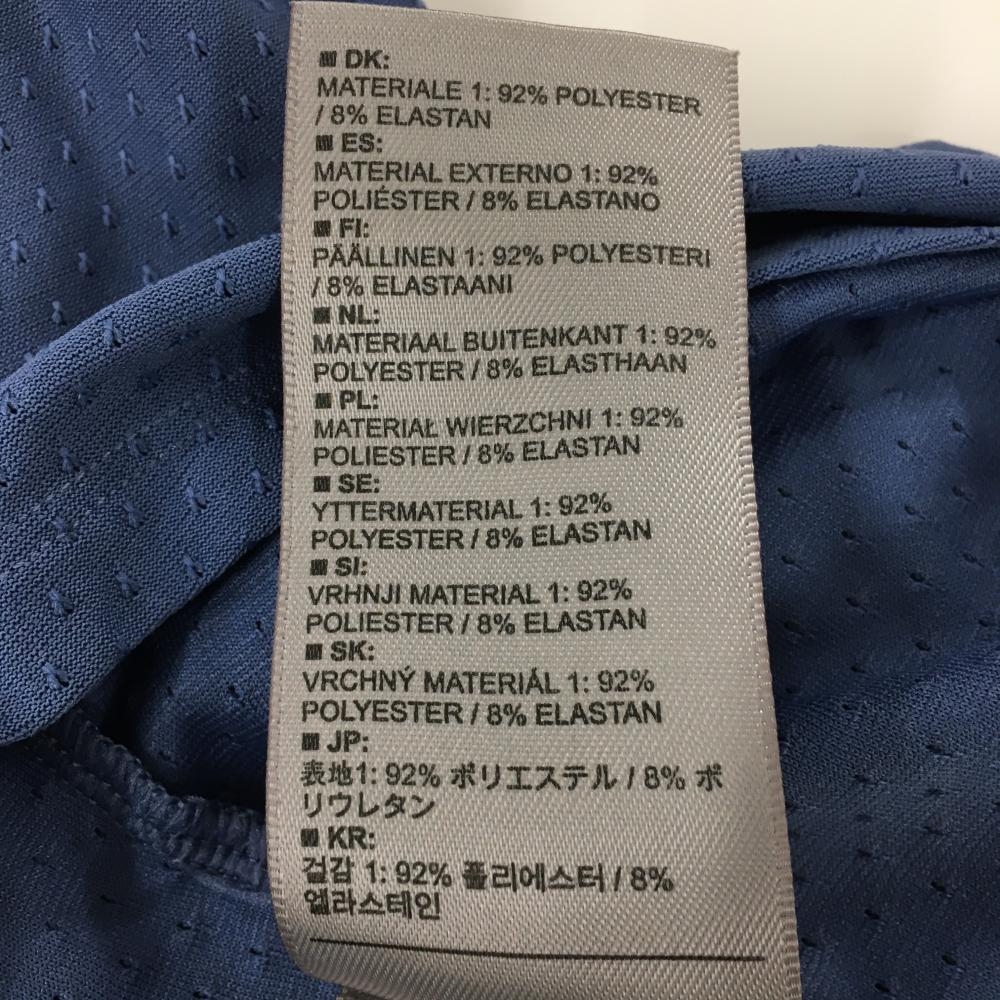 DK:
MATERIALE 1: 92% POLYESTER
/ 8% ELASTAN
ES:
MATERIAL EXTERNO 1: 92%
POLIÉSTER / 8% ELASTANO
FI:
PÄÄLLINEN 1: 92% POLYESTERI
/ 8% ELASTAANI
NL:
MATERIAAL BUITENKANT 1: 92%
POLYESTER / 8% ELASTHAAN
PL:
MATERIAŁ WIERZCHNI 1: 92%
POLIESTER / 8% ELASTAN
SE:
YTTERMATERIAL 1: 92%
POLYESTER / 8% ELASTAN
SI:
VRHNJI MATERIAL 1: 92%
POLIESTER / 8% ELASTAN
SK:
VRCHNÝ MATERIÁL 1: 92%
POLYESTER / 8% ELASTAN
JP:
表地1: 92% ポリエステル / 8% ポ
リウレタン
KR:
겉감 1: 92% 폴리에스터 / 8%
엘라스테인